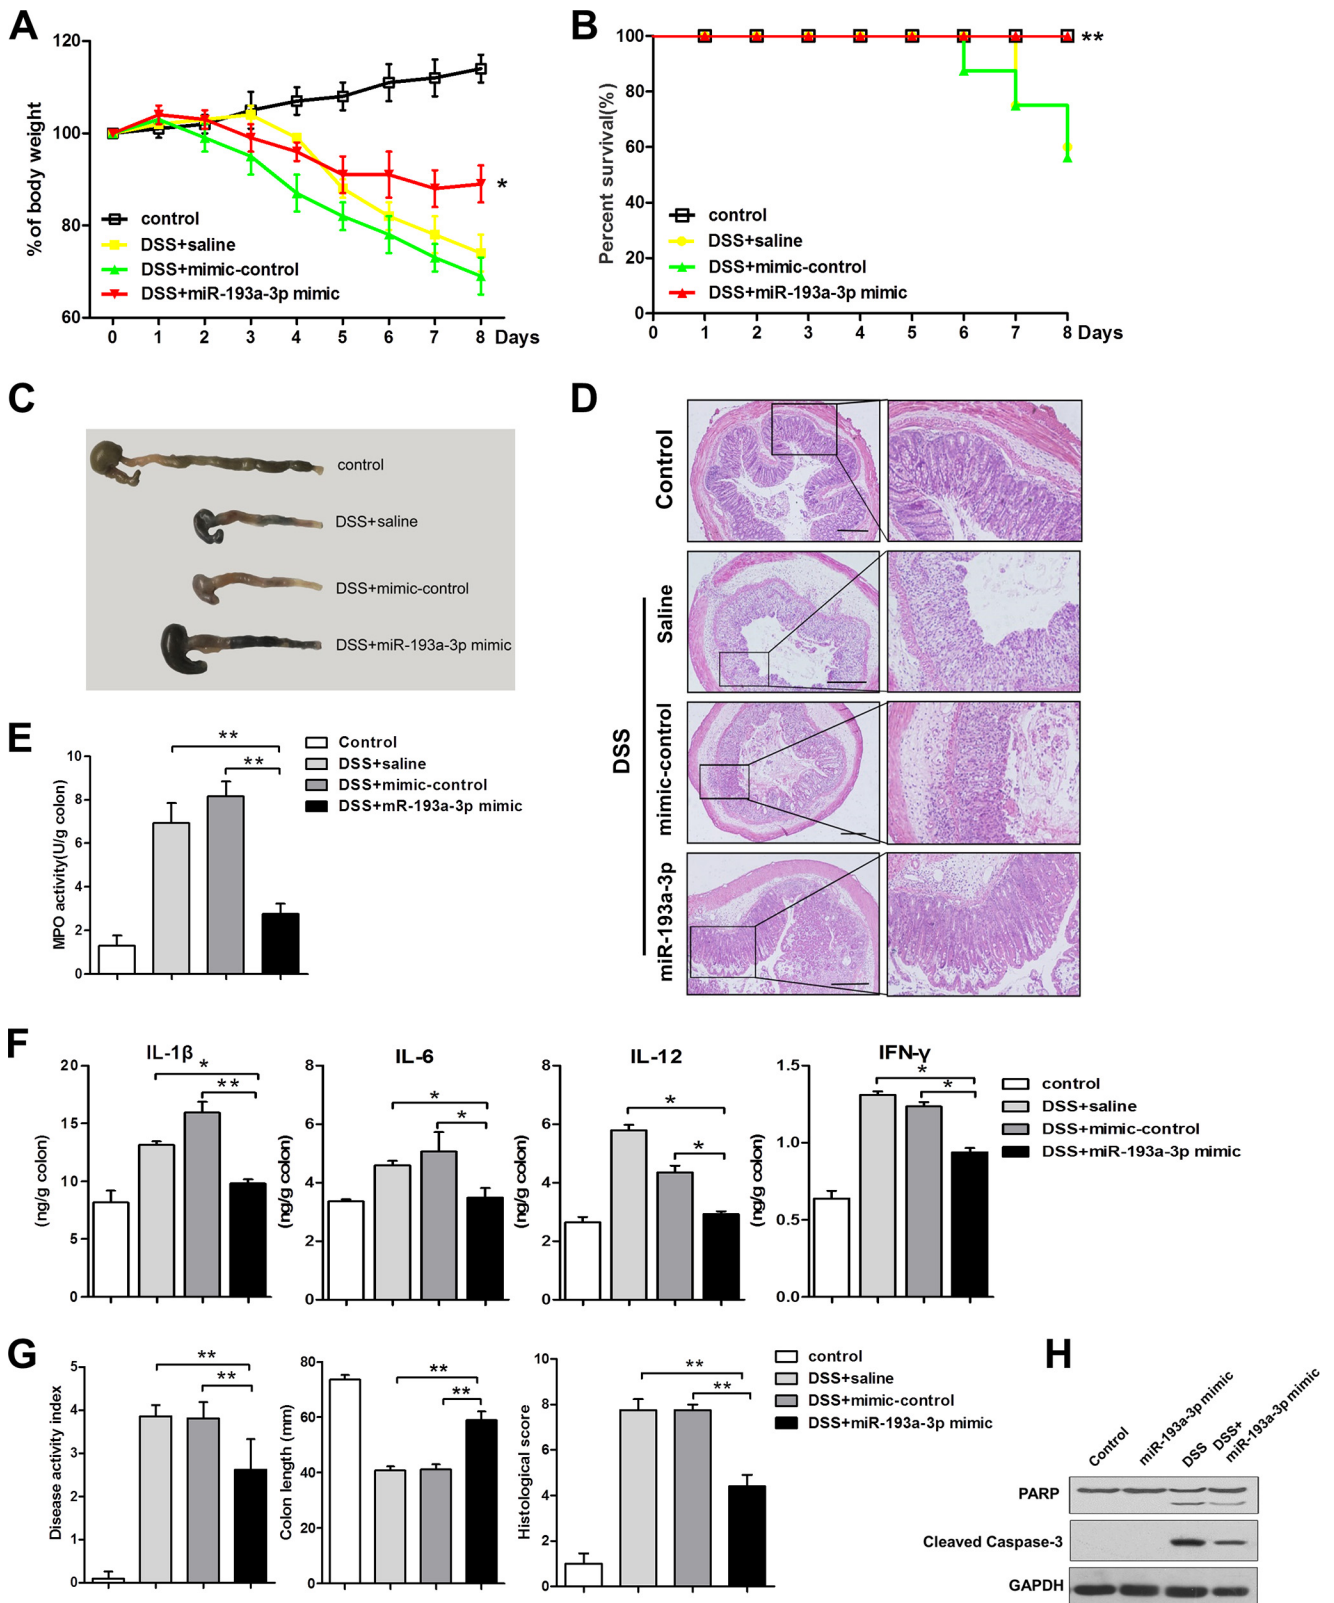 A
120
100
80
60
% of body weight
control
DSS+saline
DSS+mimic-control
DSS+miR-193a-3p mimic
*
0 1 2 3 4 5 6 7 8 Days
B
100
80
60
40
20
0
Percent survival(%)
**
control
DSS+saline
DSS+mimic-control
DSS+miR-193a-3p mimic
0 1 2 3 4 5 6 7 8 Days
C
control
DSS+saline
DSS+mimic-control
DSS+miR-193a-3p mimic
D
Control
Saline
mimic-control
miR-193a-3p
DSS
E
MPO activity(U/g colon)
10
8
6
4
2
0
**
**
Control
DSS+saline
DSS+mimic-control
DSS+mR-193a-3p mimic
F
IL-1β
(ng/g colon)
20
15
10
5
0
*
**
IL-6
(ng/g colon)
8
6
4
2
0
*
*
IL-12
(ng/g colon)
8
6
4
2
0
*
*
IFN-γ
(ng/g colon)
1.5
1.0
0.5
0.0
*
*
control
DSS+saline
DSS+mimic-control
DSS+miR-193a-3p mimic
G
Disease activity index
5
4
3
2
1
0
**
**
Colon length (mm)
80
60
40
20
0
**
**
Histological score
10
8
6
4
2
0
**
**
control
DSS+saline
DSS+mimic-control
DSS+miR-193a-3p mimic
H
Control
miR-193a-3p mimic
DSS
DSS+
miR-193a-3p mimic
PARP
Cleaved Caspase-3
GAPDH